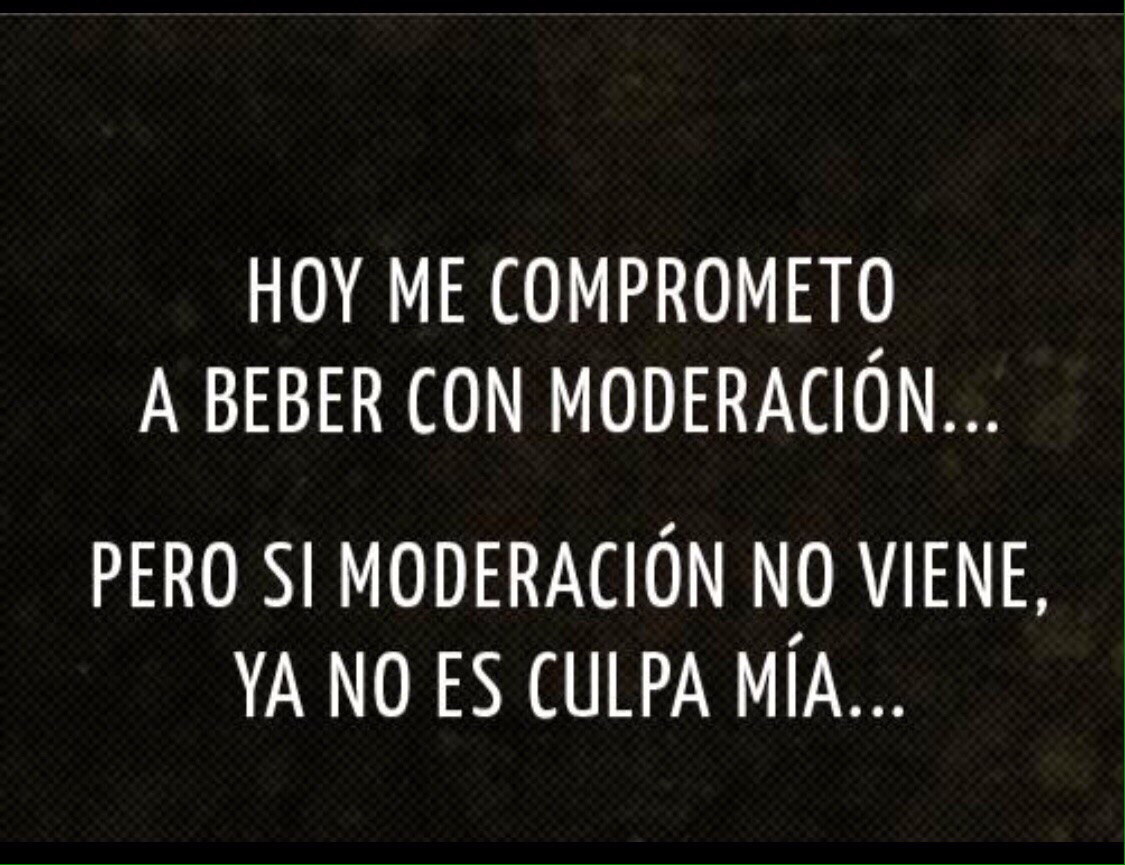 HOY ME COMPROMETO
A BEBER CON MODERACIÓN...
PERO SI MODERACIÓN NO VIENE,
YA NO ES CULPA MÍA...